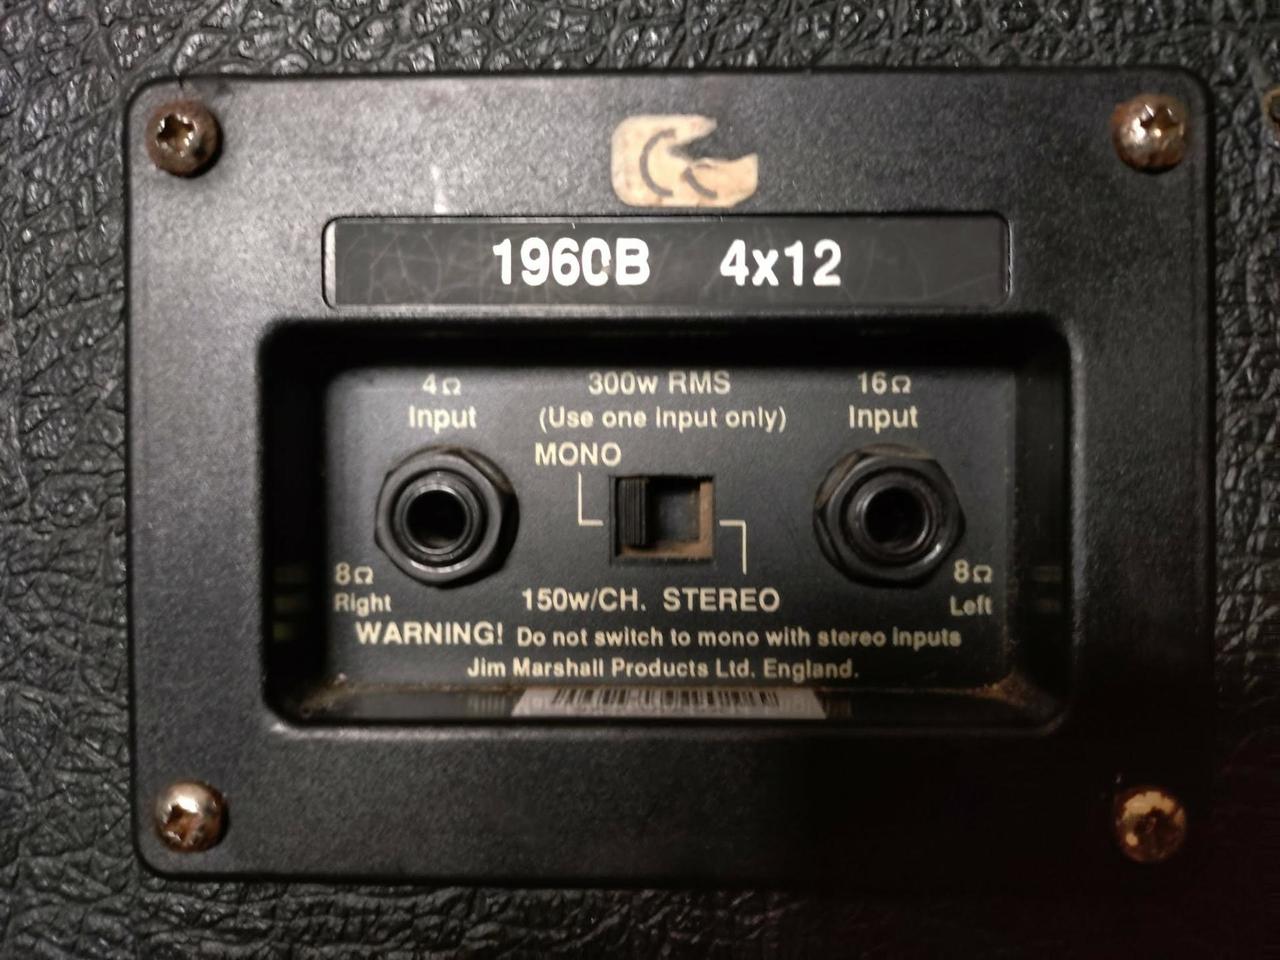 1960B 4x12
4Ω Input
300w RMS
(Use one input only)
16Ω Input
MONO
8Ω Right
150w/CH. STEREO
8Ω Left
WARNING! Do not switch to mono with stereo inputs
Jim Marshall Products Ltd. England.